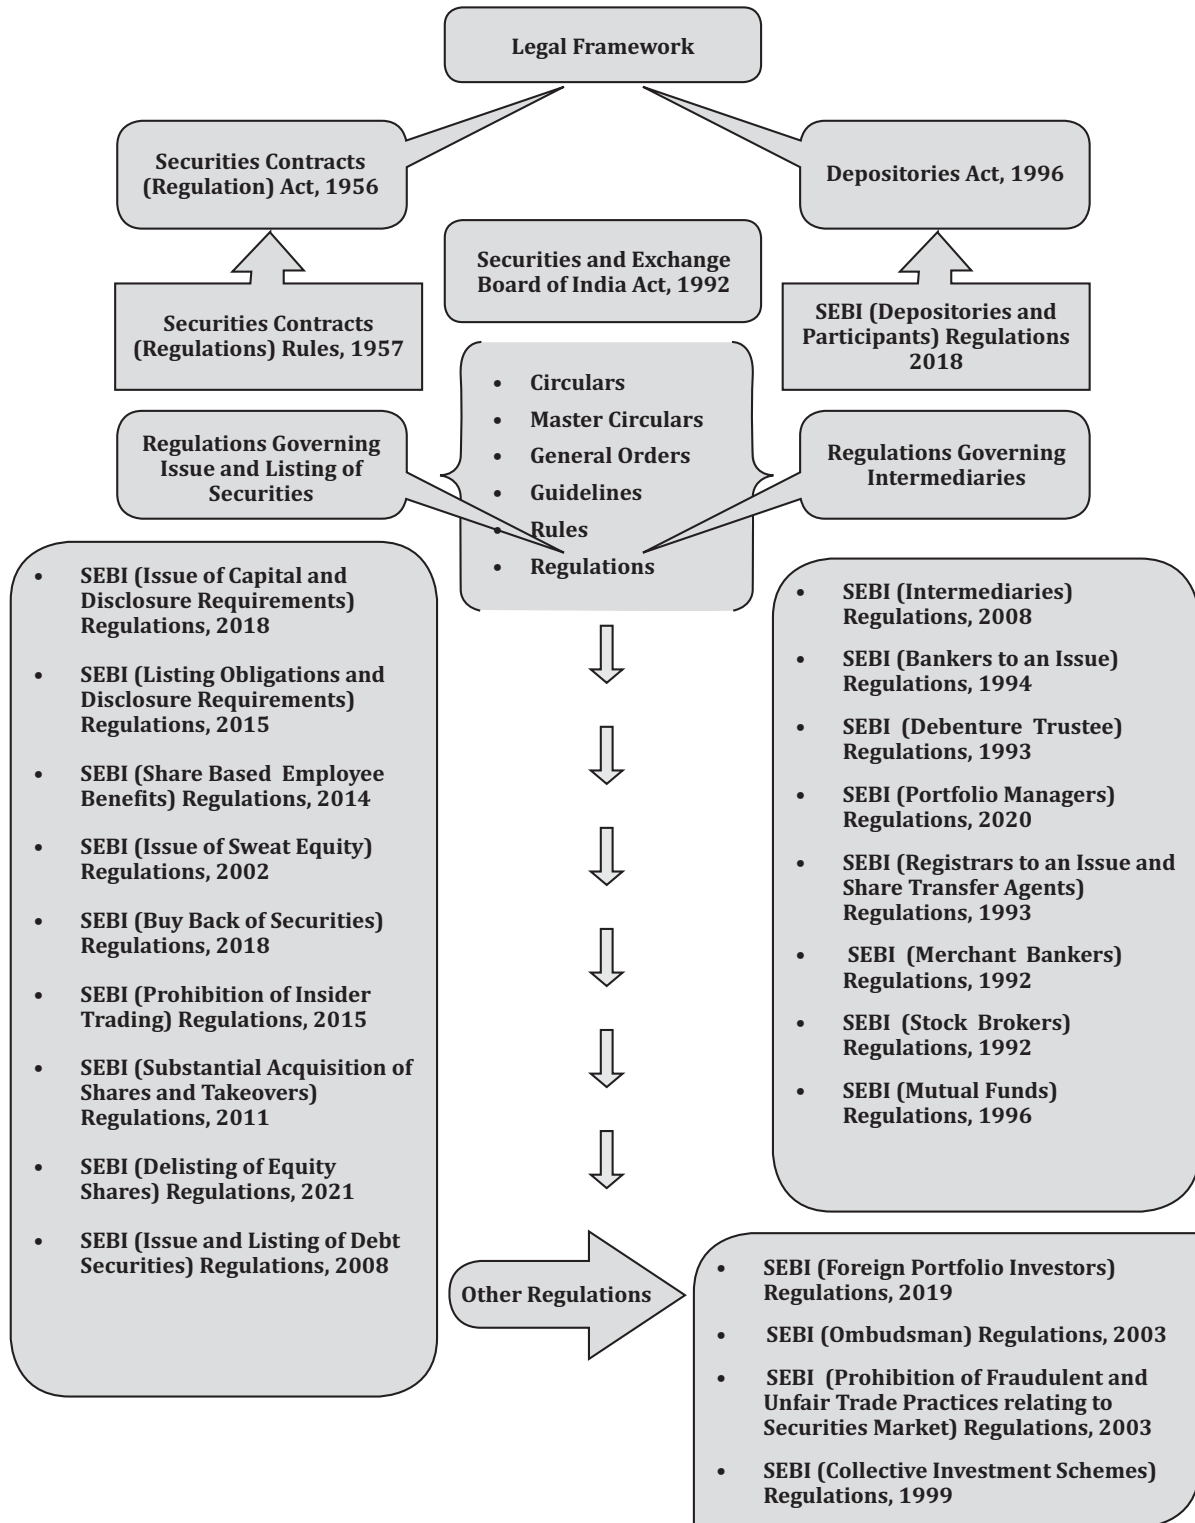 Legal Framework
Securities Contracts
(Regulation) Act, 1956
Depositories Act, 1996
Securities and Exchange
Board of India Act, 1992
Securities Contracts
(Regulations) Rules, 1957
SEBI (Depositories and
Participants) Regulations
2018
• Circulars
• Master Circulars
• General Orders
• Guidelines
• Rules
• Regulations
Regulations Governing
Issue and Listing of
Securities
Regulations Governing
Intermediaries
• SEBI (Issue of Capital and
Disclosure Requirements)
Regulations, 2018
• SEBI (Listing Obligations and
Disclosure Requirements)
Regulations, 2015
• SEBI (Share Based Employee
Benefits) Regulations, 2014
• SEBI (Issue of Sweat Equity)
Regulations, 2002
• SEBI (Buy Back of Securities)
Regulations, 2018
• SEBI (Prohibition of Insider
Trading) Regulations, 2015
• SEBI (Substantial Acquisition of
Shares and Takeovers)
Regulations, 2011
• SEBI (Delisting of Equity
Shares) Regulations, 2021
• SEBI (Issue and Listing of Debt
Securities) Regulations, 2008
• SEBI (Intermediaries)
Regulations, 2008
• SEBI (Bankers to an Issue)
Regulations, 1994
• SEBI (Debenture Trustee)
Regulations, 1993
• SEBI (Portfolio Managers)
Regulations, 2020
• SEBI (Registrars to an Issue and
Share Transfer Agents)
Regulations, 1993
• SEBI (Merchant Bankers)
Regulations, 1992
• SEBI (Stock Brokers)
Regulations, 1992
• SEBI (Mutual Funds)
Regulations, 1996
Other Regulations
• SEBI (Foreign Portfolio Investors)
Regulations, 2019
• SEBI (Ombudsman) Regulations, 2003
• SEBI (Prohibition of Fraudulent and
Unfair Trade Practices relating to
Securities Market) Regulations, 2003
• SEBI (Collective Investment Schemes)
Regulations, 1999